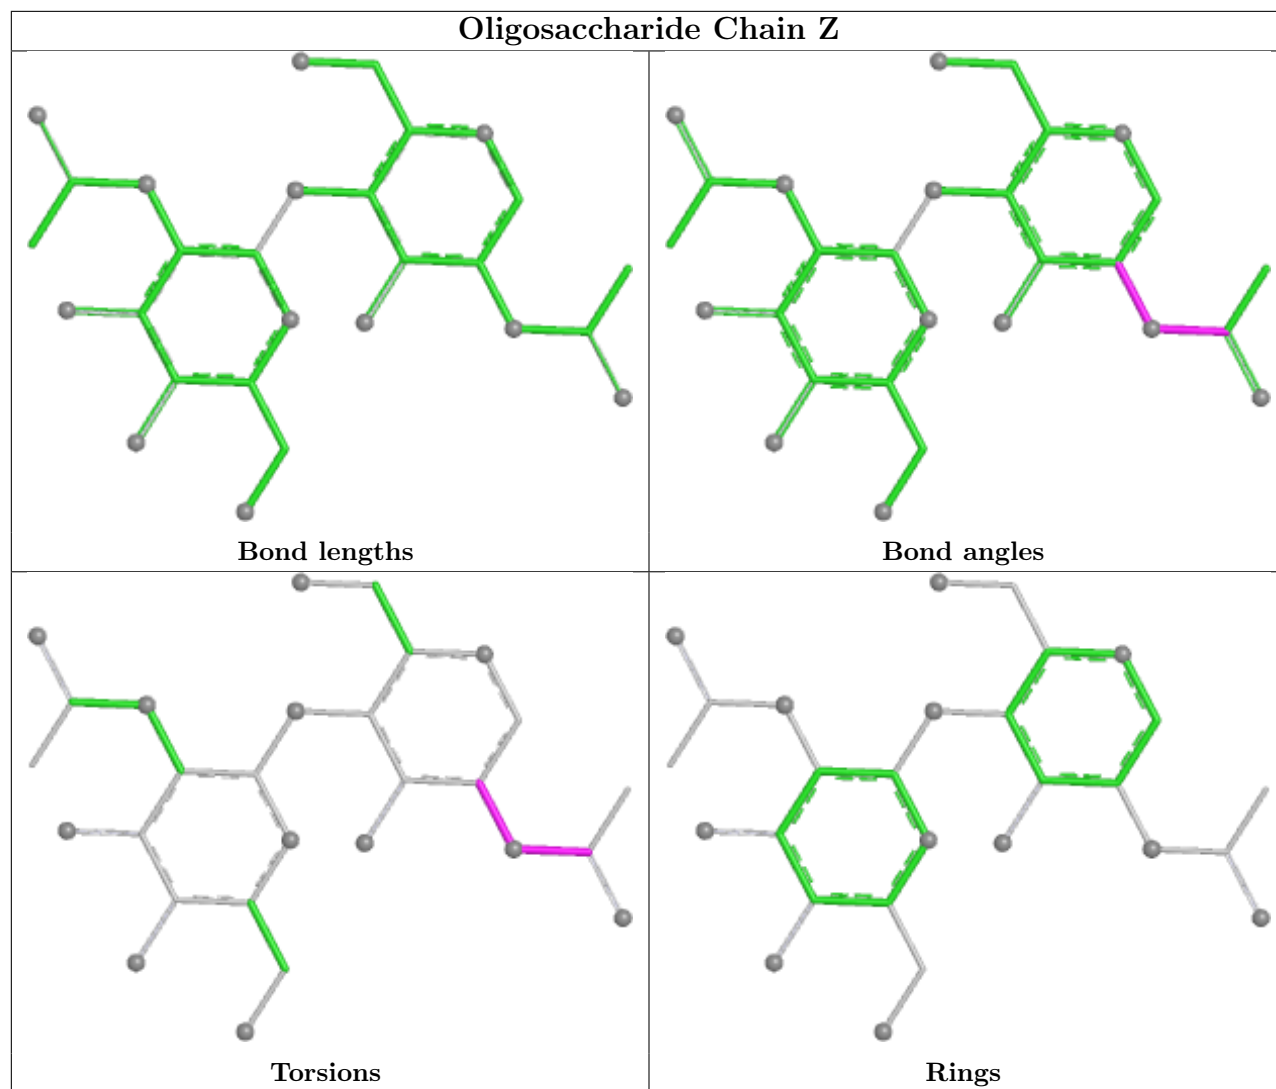 Oligosaccharide Chain Z
Bond lengths
Bond angles
Torsions
Rings